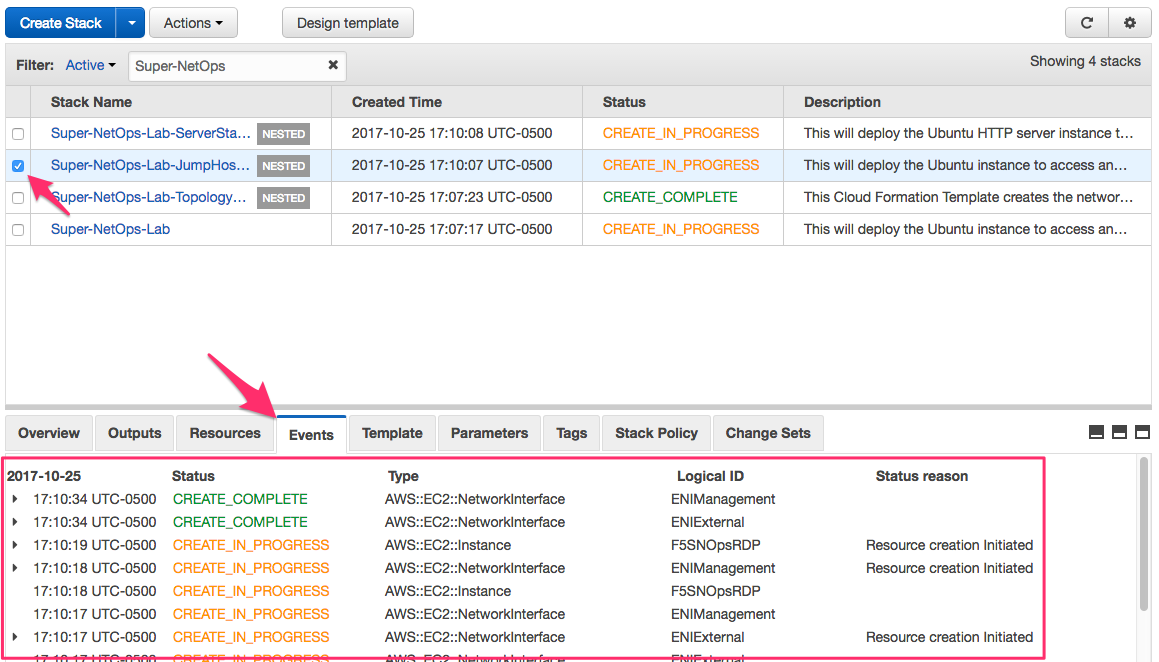 Create Stack Actions Design template
Filter: Active Super-NetOps Showing 4 stacks
Stack Name Created Time Status Description
Super-NetOps-Lab-ServerSta... NESTED 2017-10-25 17:10:08 UTC-0500 CREATE_IN_PROGRESS This will deploy the Ubuntu HTTP server instance t...
Super-NetOps-Lab-JumpHos... NESTED 2017-10-25 17:10:07 UTC-0500 CREATE_IN_PROGRESS This will deploy the Ubuntu instance to access an...
Super-NetOps-Lab-Topology... NESTED 2017-10-25 17:07:23 UTC-0500 CREATE_COMPLETE This Cloud Formation Template creates the networ...
Super-NetOps-Lab 2017-10-25 17:07:17 UTC-0500 CREATE_IN_PROGRESS This will deploy the Ubuntu instance to access an...
Overview Outputs Resources Events Template Parameters Tags Stack Policy Change Sets
2017-10-25 Status Type Logical ID Status reason
17:10:34 UTC-0500 CREATE_COMPLETE AWS::EC2::NetworkInterface ENIManagement
17:10:34 UTC-0500 CREATE_COMPLETE AWS::EC2::NetworkInterface ENIExternal
17:10:19 UTC-0500 CREATE_IN_PROGRESS AWS::EC2::Instance F5SNOpsRDP Resource creation Initiated
17:10:18 UTC-0500 CREATE_IN_PROGRESS AWS::EC2::NetworkInterface ENIManagement Resource creation Initiated
17:10:18 UTC-0500 CREATE_IN_PROGRESS AWS::EC2::Instance F5SNOpsRDP
17:10:17 UTC-0500 CREATE_IN_PROGRESS AWS::EC2::NetworkInterface ENIManagement
17:10:17 UTC-0500 CREATE_IN_PROGRESS AWS::EC2::NetworkInterface ENIExternal Resource creation Initiated
17:10:17 UTC-0500 CREATE_IN_PROGRESS AWS::EC2::NetworkInterface ENIExternal